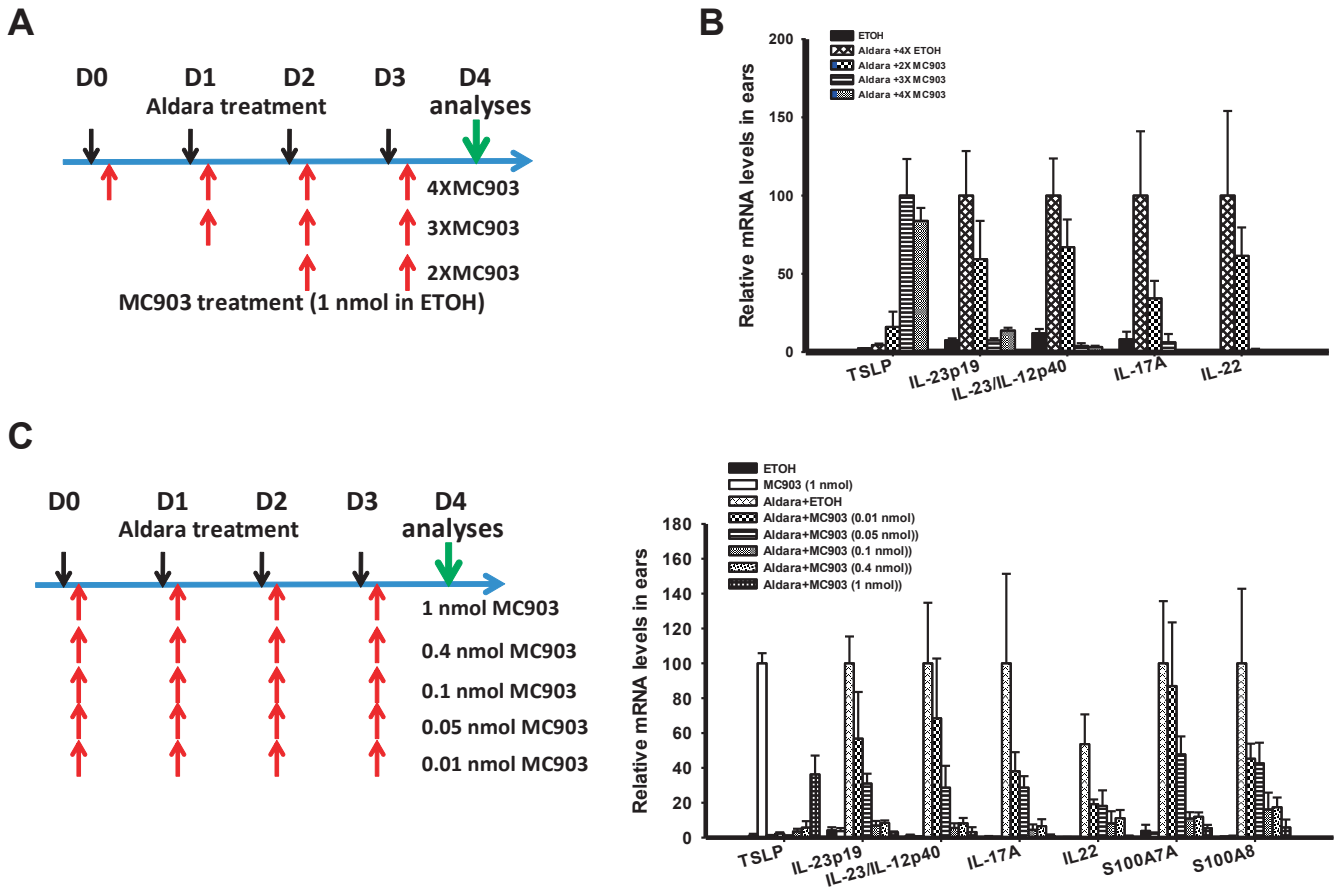 A
D0 D1 D2 D3 D4
Aldara treatment analyses
4XMC903
3XMC903
2XMC903
MC903 treatment (1 nmol in ETOH)
B
ETOH
Aldara +4X ETOH
Aldara +2X MC903
Aldara +3X MC903
Aldara +4X MC903
Relative mRNA levels in ears
200
150
100
50
0
TSLP
IL-23p19
IL-23/IL-12p40
IL-17A
IL-22
C
D0 D1 D2 D3 D4
Aldara treatment analyses
1 nmol MC903
0.4 nmol MC903
0.1 nmol MC903
0.05 nmol MC903
0.01 nmol MC903
ETOH
MC903 (1 nmol)
Aldara+ETOH
Aldara+MC903 (0.01 nmol)
Aldara+MC903 (0.05 nmol))
Aldara+MC903 (0.1 nmol))
Aldara+MC903 (0.4 nmol))
Aldara+MC903 (1 nmol))
Relative mRNA levels in ears
180
160
140
120
100
80
60
40
20
0
TSLP
IL-23p19
IL-23/IL-12p40
IL-17A
IL22
S100A7A
S100A8